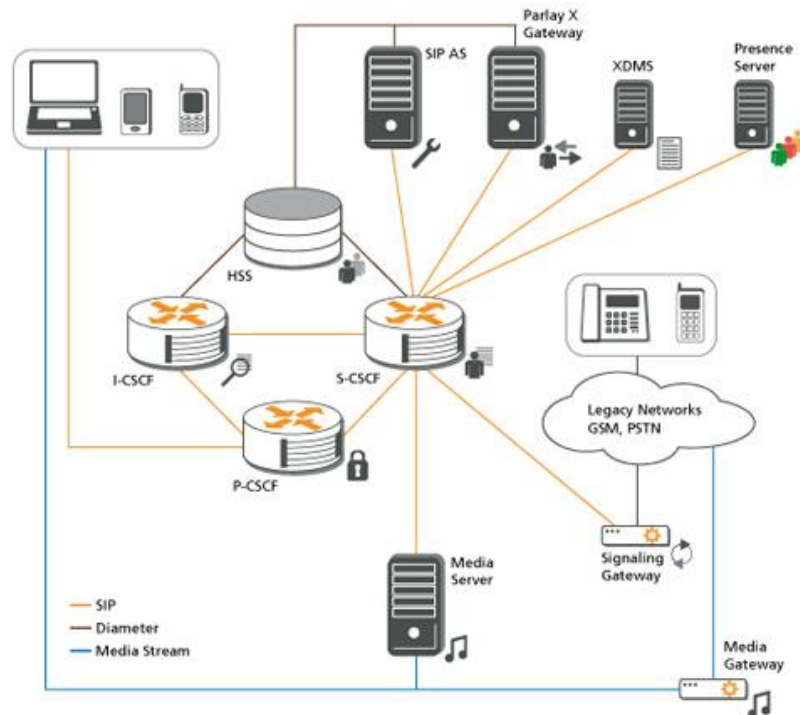 Parlay X
Gateway
SIP AS
XDMS
Presence
Server
HSS
I-CSCF
S-CSCF
P-CSCF
Legacy Networks
GSM, PSTN
Signaling
Gateway
Media
Server
SIP
Diameter
Media Stream
Media
Gateway